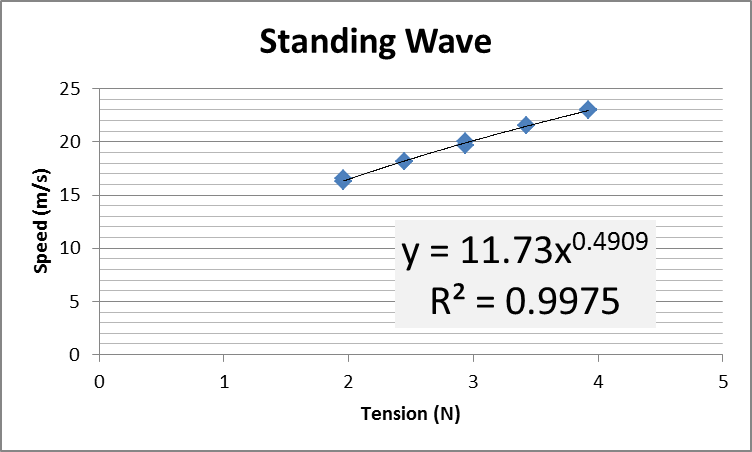 Standing Wave
25
20
15
10
5
0
Speed (m/s)
y = 11.73x^0.4909
R² = 0.9975
0 1 2 3 4 5
Tension (N)